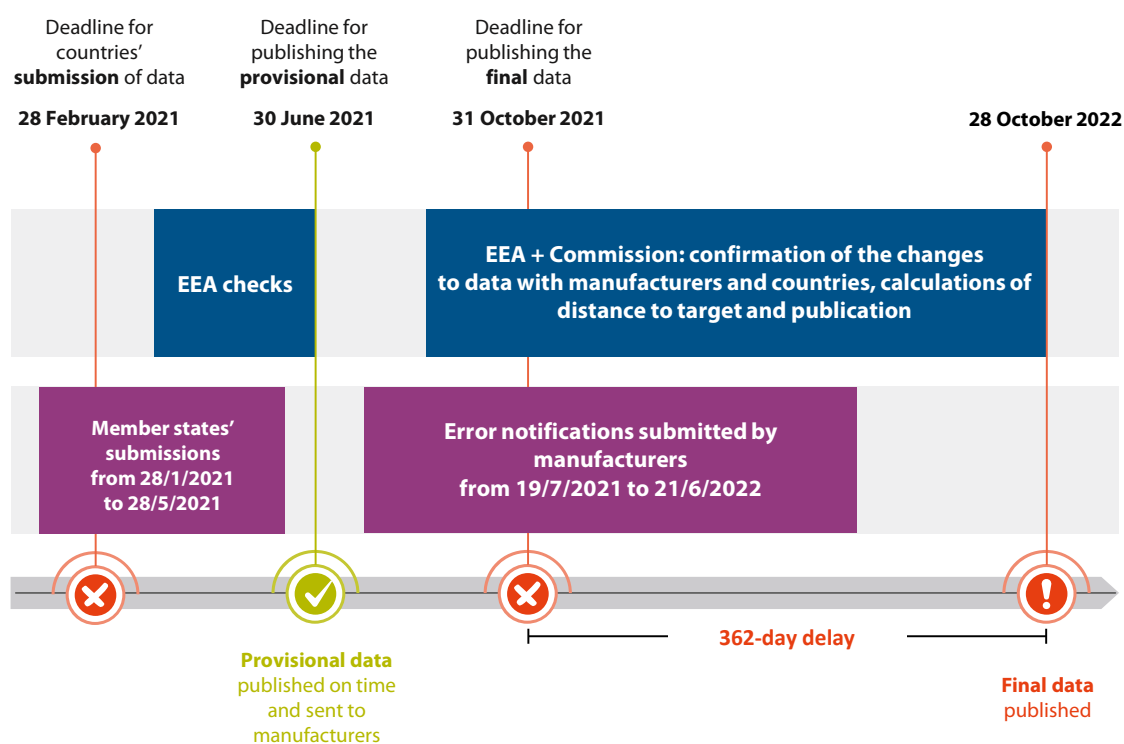 Deadline for
countries’
submission of data
28 February 2021
Deadline for
publishing the
provisional data
30 June 2021
Deadline for
publishing the
final data
31 October 2021
28 October 2022
EEA checks
EEA + Commission: confirmation of the changes
to data with manufacturers and countries, calculations of
distance to target and publication
Member states’
submissions
from 28/1/2021
to 28/5/2021
Error notifications submitted by
manufacturers
from 19/7/2021 to 21/6/2022
362-day delay
Provisional data
published on time
and sent to
manufacturers
Final data
published